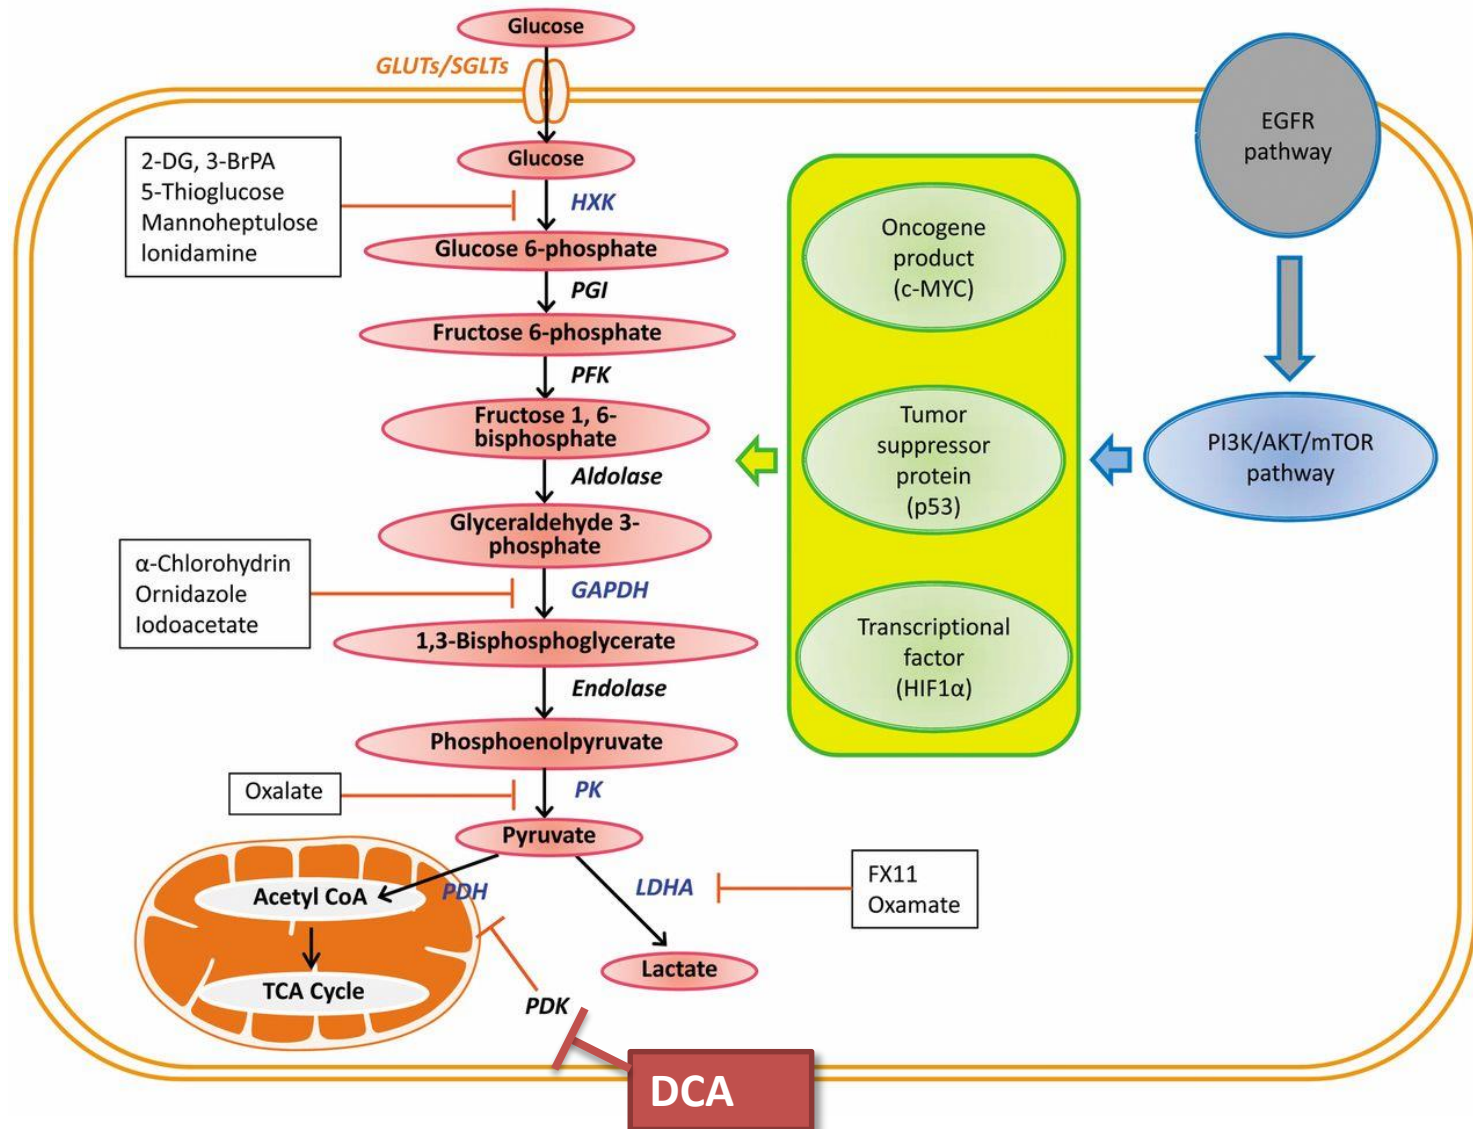 Glucose
GLUTs/SGLTs
Glucose
2-DG, 3-BrPA
5-Thioglucose
Mannoheptulose
lonidamine
HXK
Glucose 6-phosphate
PGI
Fructose 6-phosphate
PFK
Fructose 1, 6-
bisphosphate
Aldolase
Glyceraldehyde 3-
phosphate
α-Chlorohydrin
Ornidazole
Iodoacetate
GAPDH
1,3-Bisphosphoglycerate
Endolase
Phosphoenolpyruvate
Oxalate
PK
Pyruvate
PDH
LDHA
FX11
Oxamate
Acetyl CoA
TCA Cycle
Lactate
PDK
DCA
Oncogene
product
(c-MYC)
Tumor
suppressor
protein
(p53)
Transcriptional
factor
(HIF1α)
EGFR
pathway
PI3K/AKT/mTOR
pathway